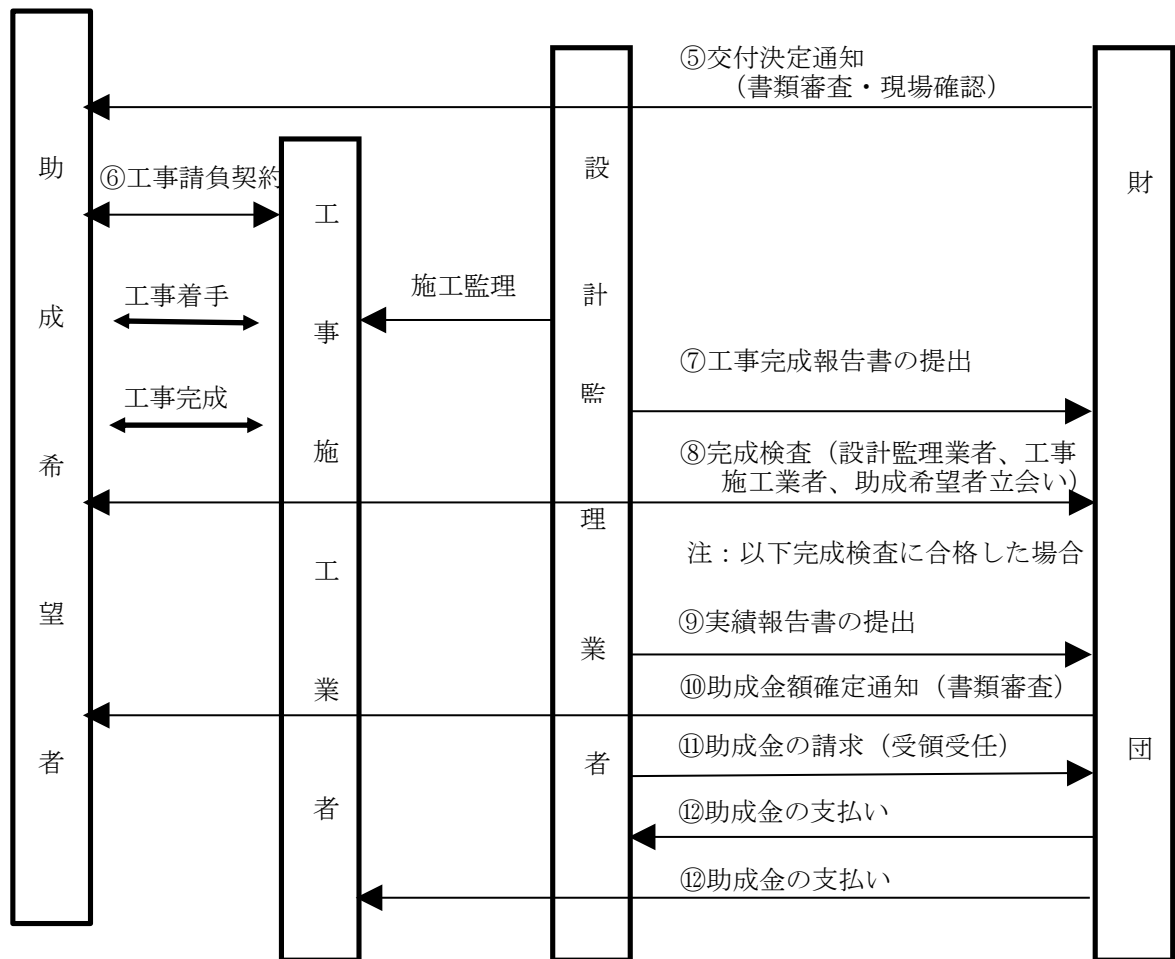 ⑤交付決定通知
（書類審査・現場確認）
助成希望者
⑥工事請負契約
工事施工業者
設計監理業者
財団
工事着手
施工監理
⑦工事完成報告書の提出
工事完成
⑧完成検査（設計監理業者、工事
施工業者、助成希望者立会い）
注：以下完成検査に合格した場合
⑨実績報告書の提出
⑩助成金額確定通知（書類審査）
⑪助成金の請求（受領受任）
⑫助成金の支払い
⑫助成金の支払い